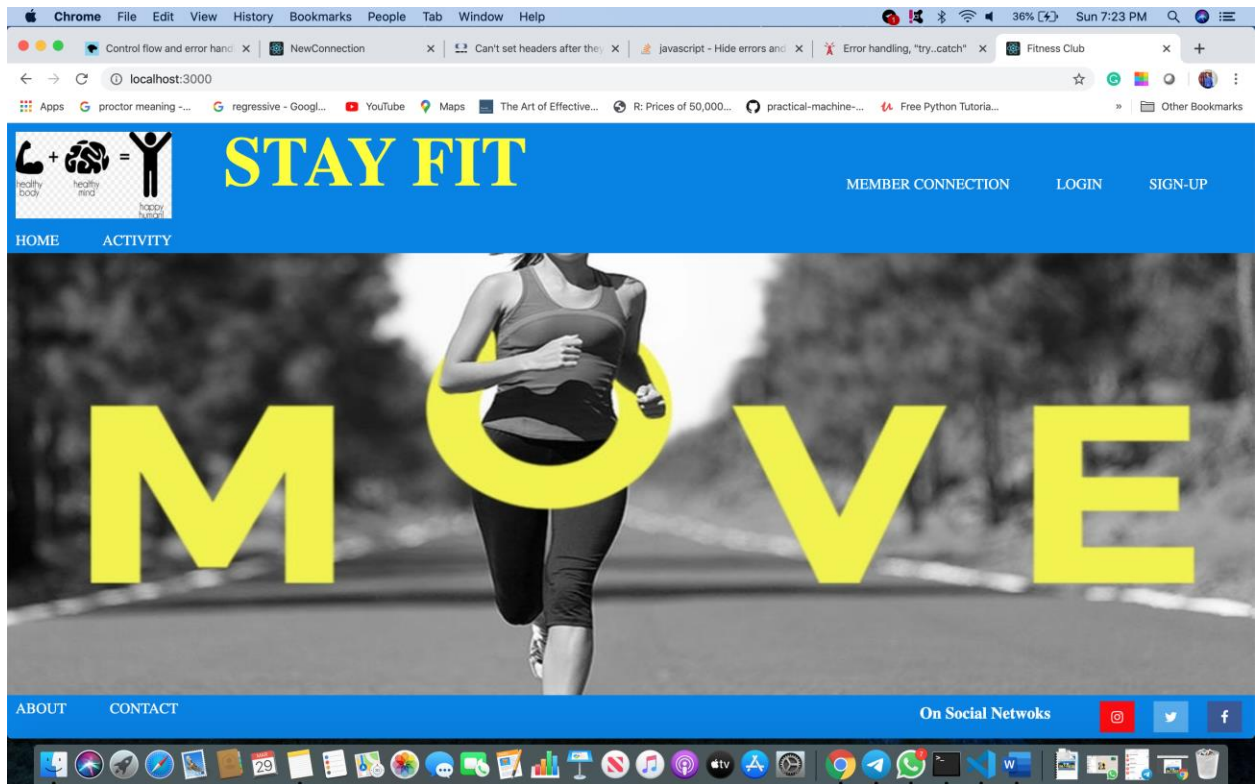 Chrome File Edit View History Bookmarks People Tab Window Help 36% Sun 7:23 PM
Control flow and error hand NewConnection Can't set headers after they javascript - Hide errors and Error handling, "try..catch" Fitness Club
localhost:3000
Apps proctor meaning -... regressive - Googl... YouTube Maps The Art of Effective... R: Prices of 50,000... practical-machine-... Free Python Tutoria... » Other Bookmarks
STAY FIT
+ =
healthy body
healthy mind
happy human!
MEMBER CONNECTION LOGIN SIGN-UP
HOME ACTIVITY
MOVE
ABOUT CONTACT On Social Netwoks
29 tv W